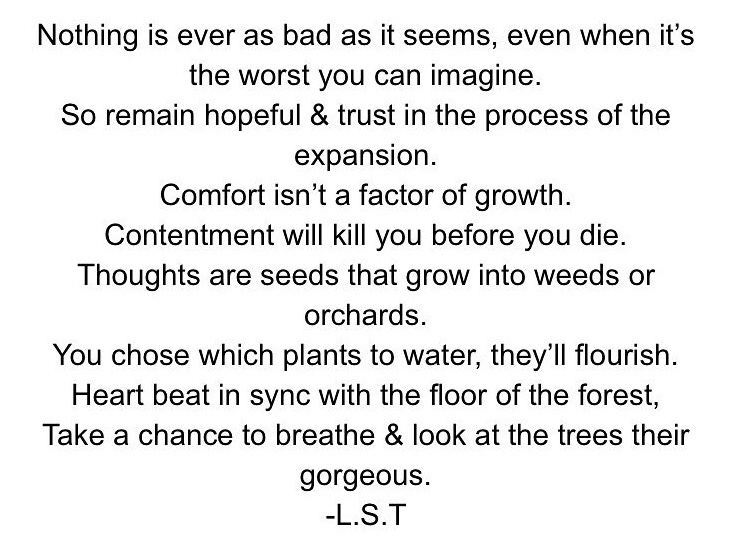 Nothing is ever as bad as it seems, even when it’s
the worst you can imagine.
So remain hopeful & trust in the process of the
expansion.
Comfort isn’t a factor of growth.
Contentment will kill you before you die.
Thoughts are seeds that grow into weeds or
orchards.
You chose which plants to water, they’ll flourish.
Heart beat in sync with the floor of the forest,
Take a chance to breathe & look at the trees their
gorgeous.
-L.S.T